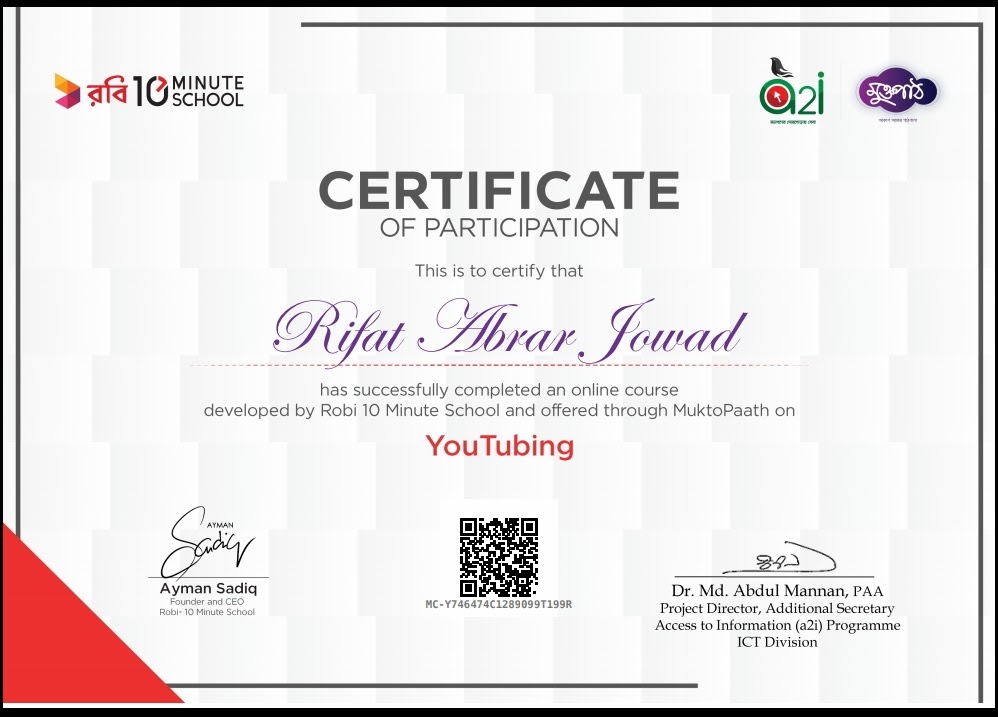 রবি 10 MINUTE SCHOOL
a2i
মুক্তপাঠ
CERTIFICATE
OF PARTICIPATION
This is to certify that
Rifat Abrar Jowad
has successfully completed an online course
developed by Robi 10 Minute School and offered through MuktoPaath on
YouTubing
AYMAN
Sadiq
Ayman Sadiq
Founder and CEO
Robi- 10 Minute School
MC-Y746474C1289099T199R
Dr. Md. Abdul Mannan, PAA
Project Director, Additional Secretary
Access to Information (a2i) Programme
ICT Division